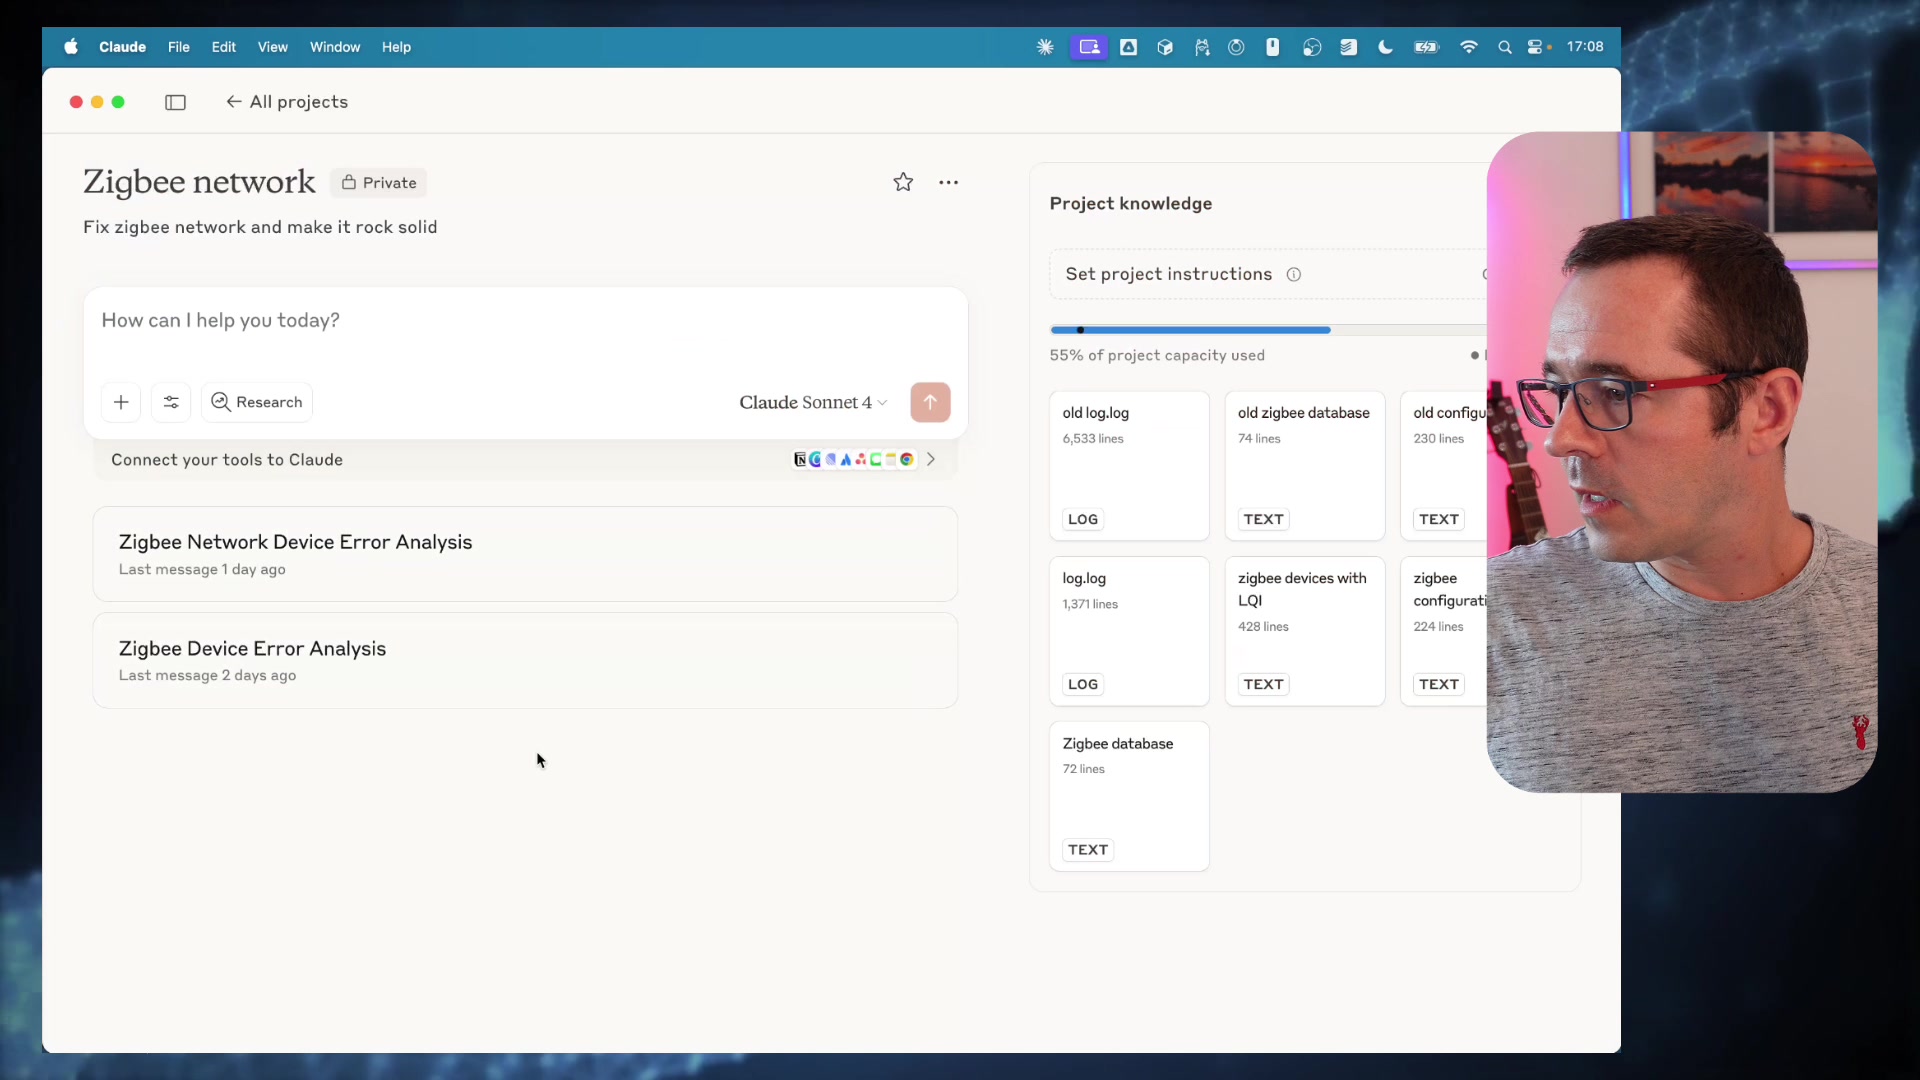 Claude File Edit View Window Help 17:08
← All projects
Zigbee network Private
Fix zigbee network and make it rock solid
How can I help you today?
Research
Claude Sonnet 4
Connect your tools to Claude
Zigbee Network Device Error Analysis
Last message 1 day ago
Zigbee Device Error Analysis
Last message 2 days ago
Project knowledge
Set project instructions
55% of project capacity used
old log.log
6,533 lines
LOG
old zigbee database
74 lines
TEXT
old configu
230 lines
TEXT
log.log
1,371 lines
LOG
zigbee devices with
LQI
428 lines
TEXT
zigbee
configurati
224 lines
TEXT
Zigbee database
72 lines
TEXT